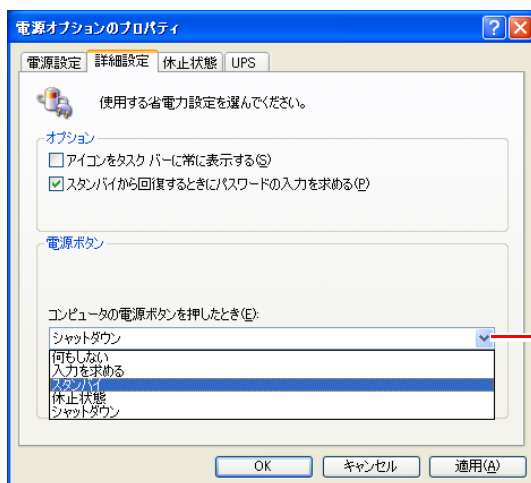 電源オプションのプロパティ
電源設定 詳細設定 休止状態 UPS
使用する省電力設定を選んでください。
オプション
アイコンをタスク バーに常に表示する(S)
スタンバイから回復するときにパスワードの入力を求める(P)
電源ボタン
コンピュータの電源ボタンを押したとき(E):
シャットダウン
何もしない
入力を求める
スタンバイ
休止状態
シャットダウン
OK キャンセル 適用(A)